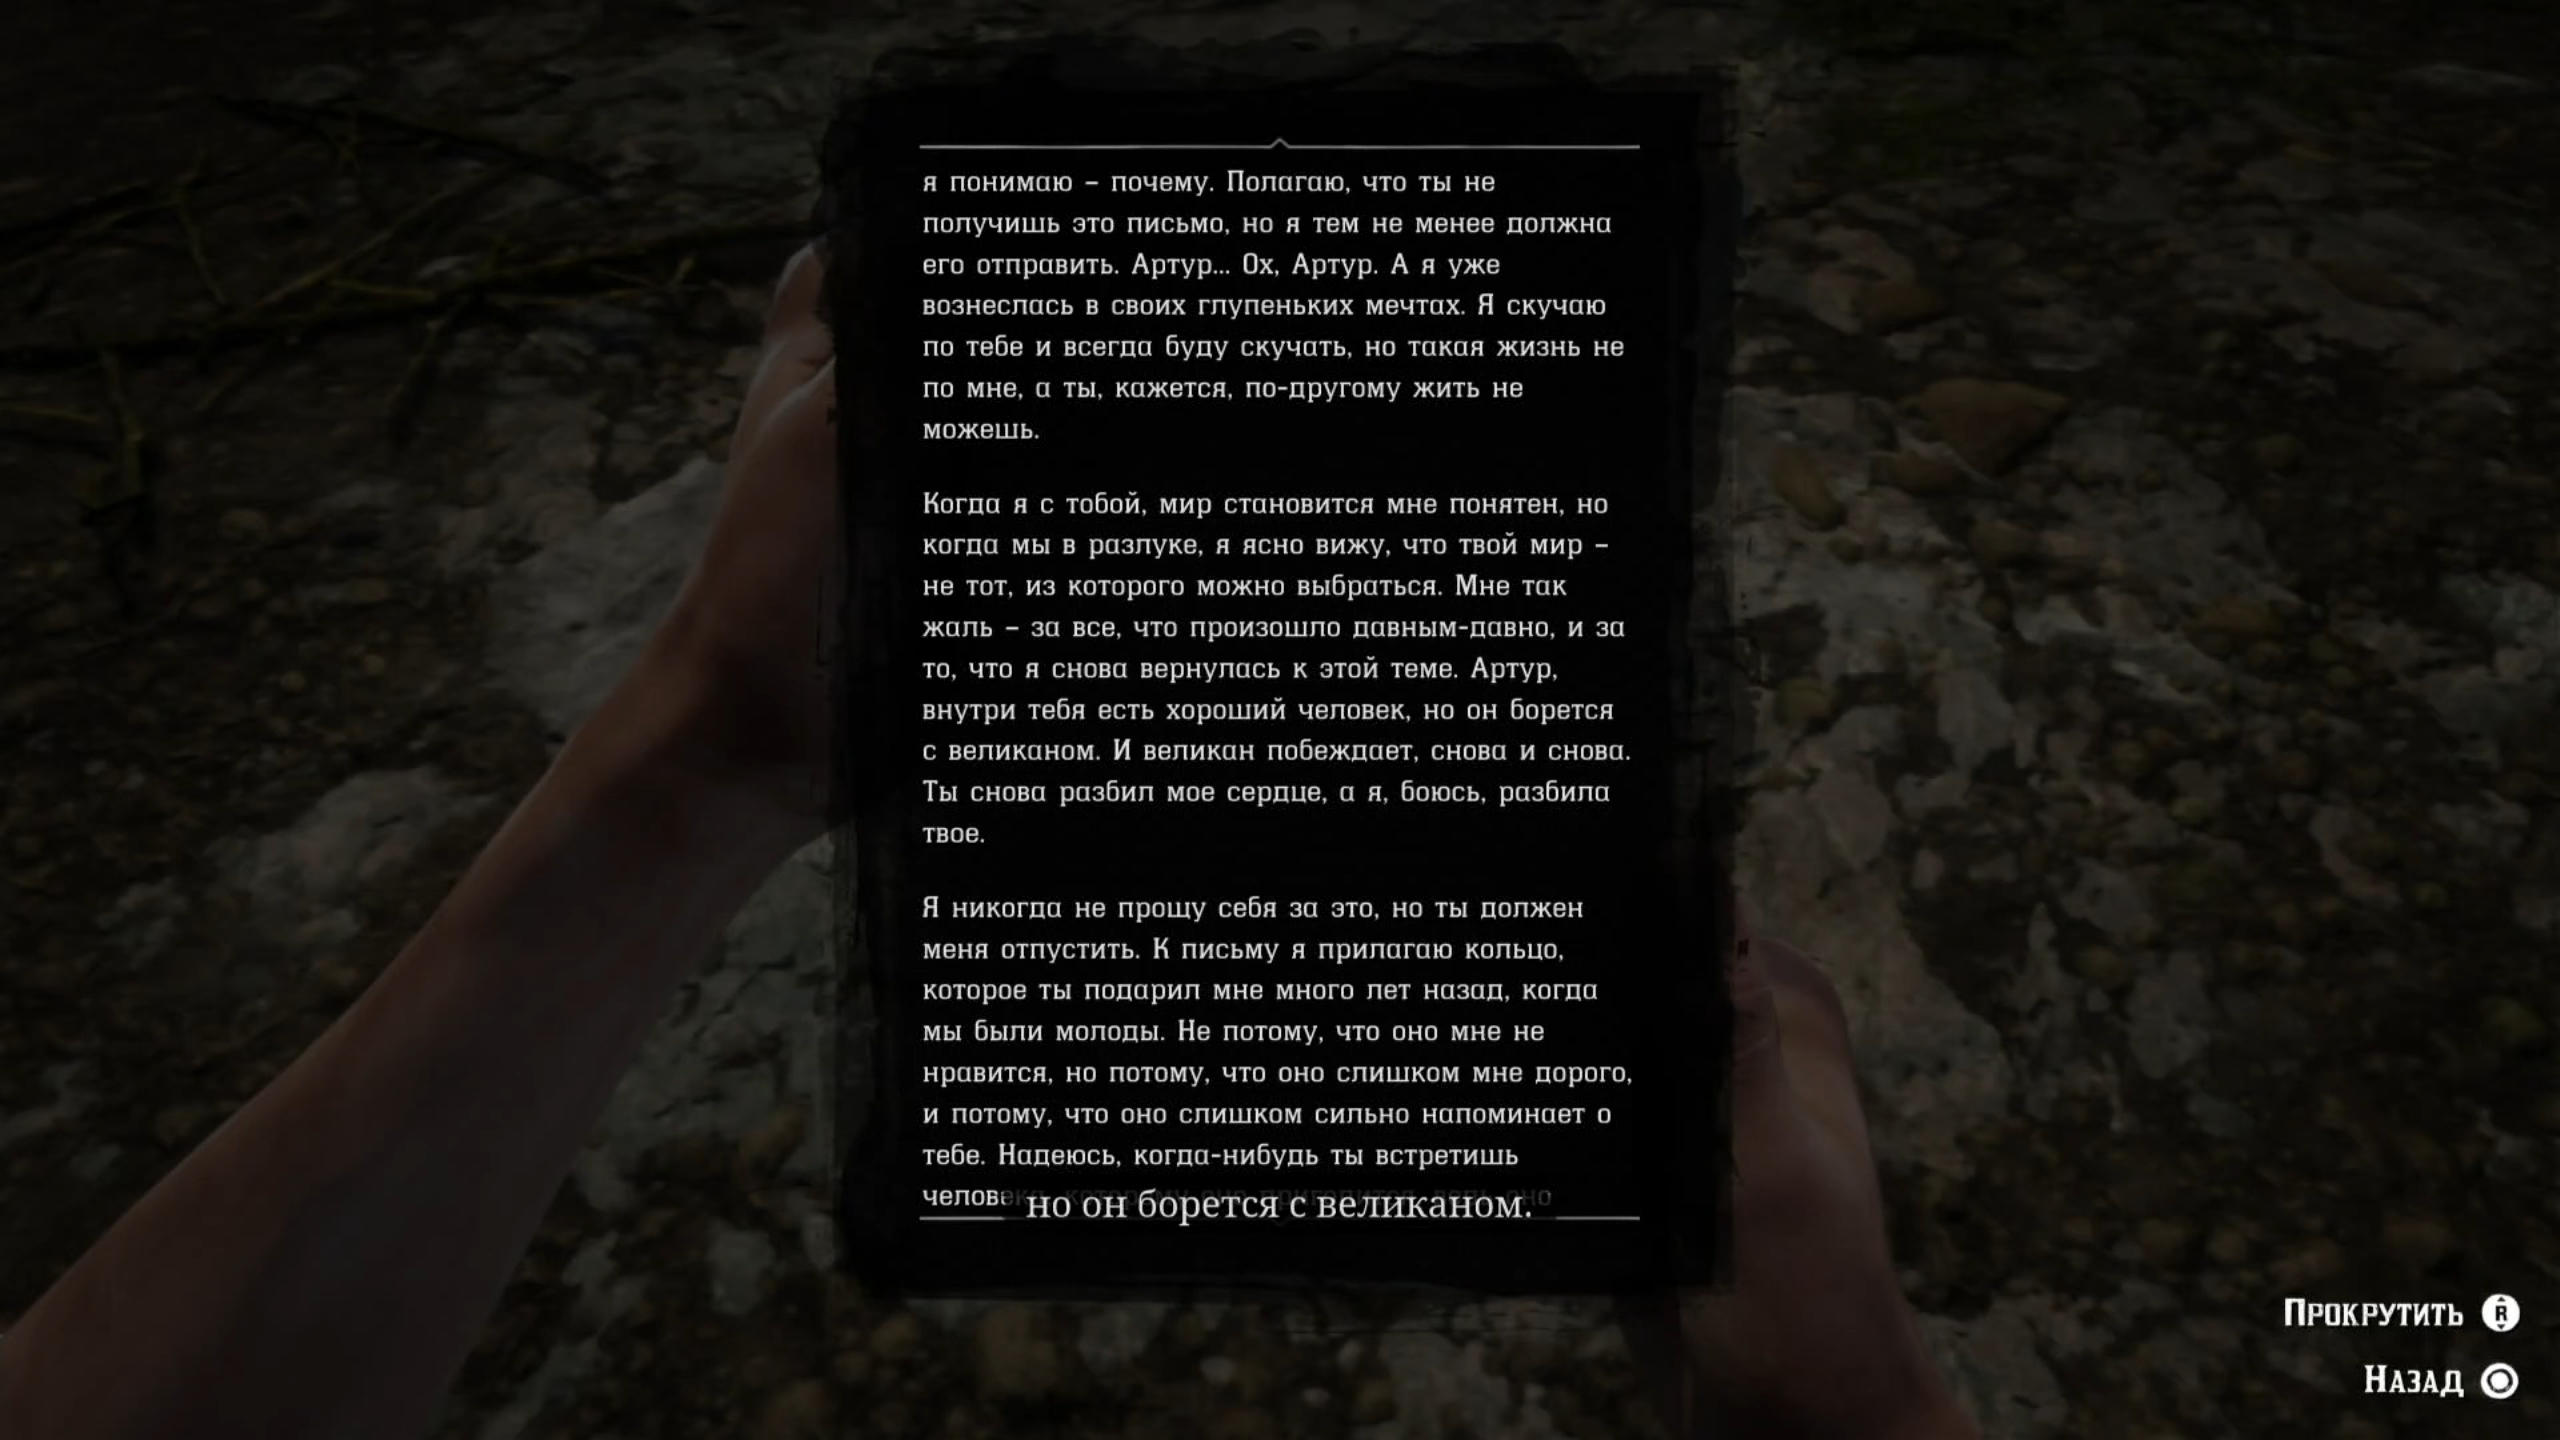 я понимаю – почему. Полагаю, что ты не
получишь это письмо, но я тем не менее должна
его отправить. Артур... Ох, Артур. А я уже
вознеслась в своих глупеньких мечтах. Я скучаю
по тебе и всегда буду скучать, но такая жизнь не
по мне, а ты, кажется, по-другому жить не
можешь.
Когда я с тобой, мир становится мне понятен, но
когда мы в разлуке, я ясно вижу, что твой мир –
не тот, из которого можно выбраться. Мне так
жаль – за все, что произошло давным-давно, и за
то, что я снова вернулась к этой теме. Артур,
внутри тебя есть хороший человек, но он борется
с великаном. И великан побеждает, снова и снова.
Ты снова разбил мое сердце, а я, боюсь, разбила
твое.
Я никогда не прощу себя за это, но ты должен
меня отпустить. К письму я прилагаю кольцо,
которое ты подарил мне много лет назад, когда
мы были молоды. Не потому, что оно мне не
нравится, но потому, что оно слишком мне дорого,
и потому, что оно слишком сильно напоминает о
тебе. Надеюсь, когда-нибудь ты встретишь
человека, которому оно пригодится, ведь оно
но он борется с великаном.
Прокрутить R
Назад